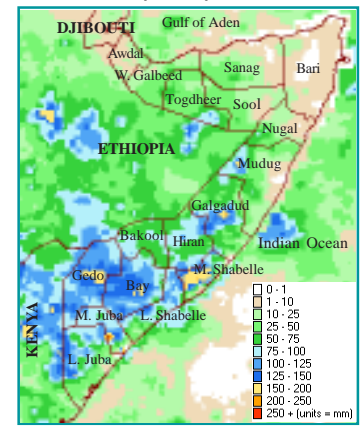 Gulf of Aden
DJIBOUTI
Awdal
W. Galbeed
Sanag
Bari
Togdheer
Sool
Nugal
ETHIOPIA
Mudug
Galgadud
Bakool
Hiran
Indian Ocean
Gedo
M. Shabelle
Bay
KENYA
M. Juba
L. Shabelle
L. Juba
0 - 1
1 - 10
10 - 25
25 - 50
50 - 75
75 - 100
100 - 125
125 - 150
150 - 200
200 - 250
250 + (units = mm)